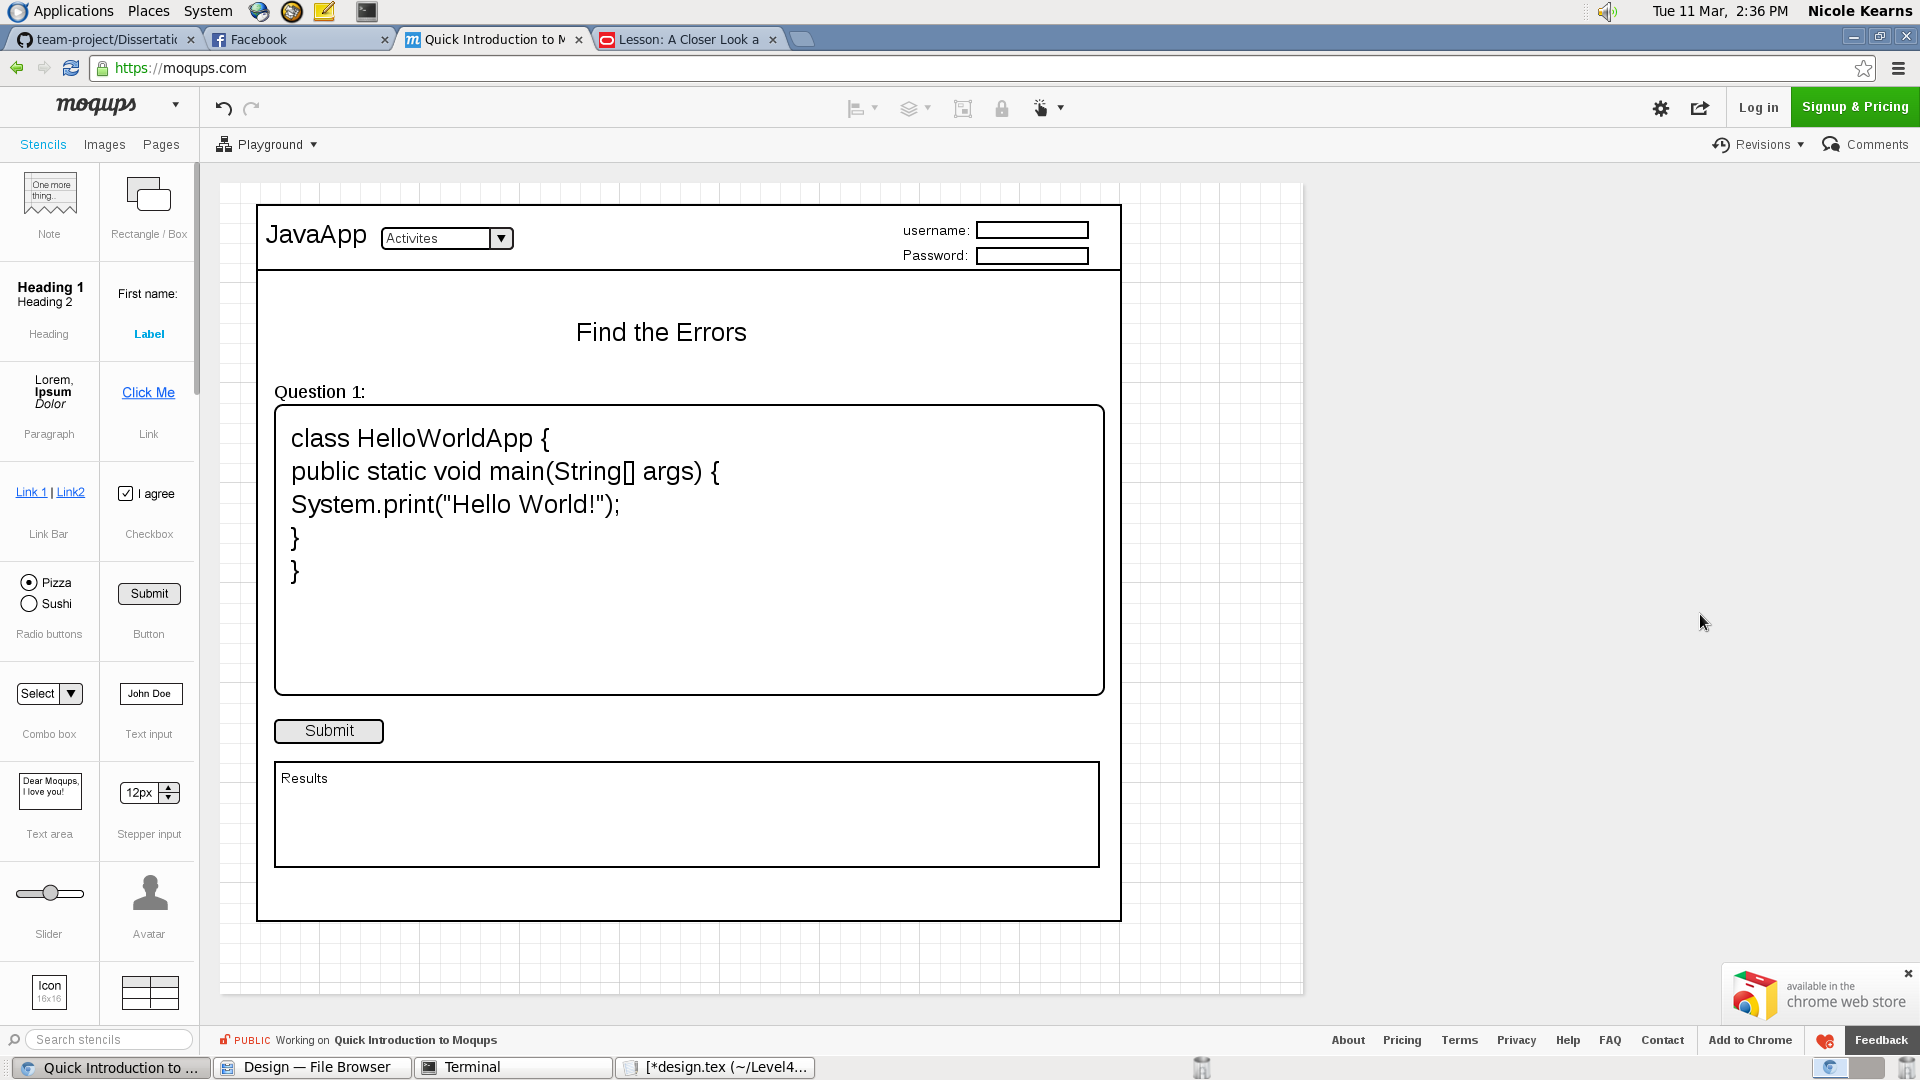 Applications Places System Tue 11 Mar, 2:36 PM Nicole Kearns
team-project/Dissertatic Facebook Quick Introduction to M Lesson: A Closer Look a
https://moqups.com
moqups Log in Signup & Pricing
Stencils Images Pages Playground Revisions Comments
One more
thing...
Note Rectangle / Box
JavaApp Activites username:
Password:
Heading 1
Heading 2
First name:
Heading Label
Find the Errors
Lorem,
Ipsum
Dolor
Click Me
Paragraph Link
Question 1:
class HelloWorldApp {
public static void main(String[] args) {
System.print("Hello World!");
}
}
Link 1 | Link2 I agree
Link Bar Checkbox
Pizza
Sushi
Submit
Radio buttons Button
Select John Doe
Combo box Text input
Submit
Results
Dear Moqups,
I love you!
12px
Text area Stepper input
Slider Avatar
Icon
16x16
available in the
chrome web store
Search stencils PUBLIC Working on Quick Introduction to Moqups About Pricing Terms Privacy Help FAQ Contact Add to Chrome Feedback
Quick Introduction to ... Design — File Browser Terminal [*design.tex (~/Level4...